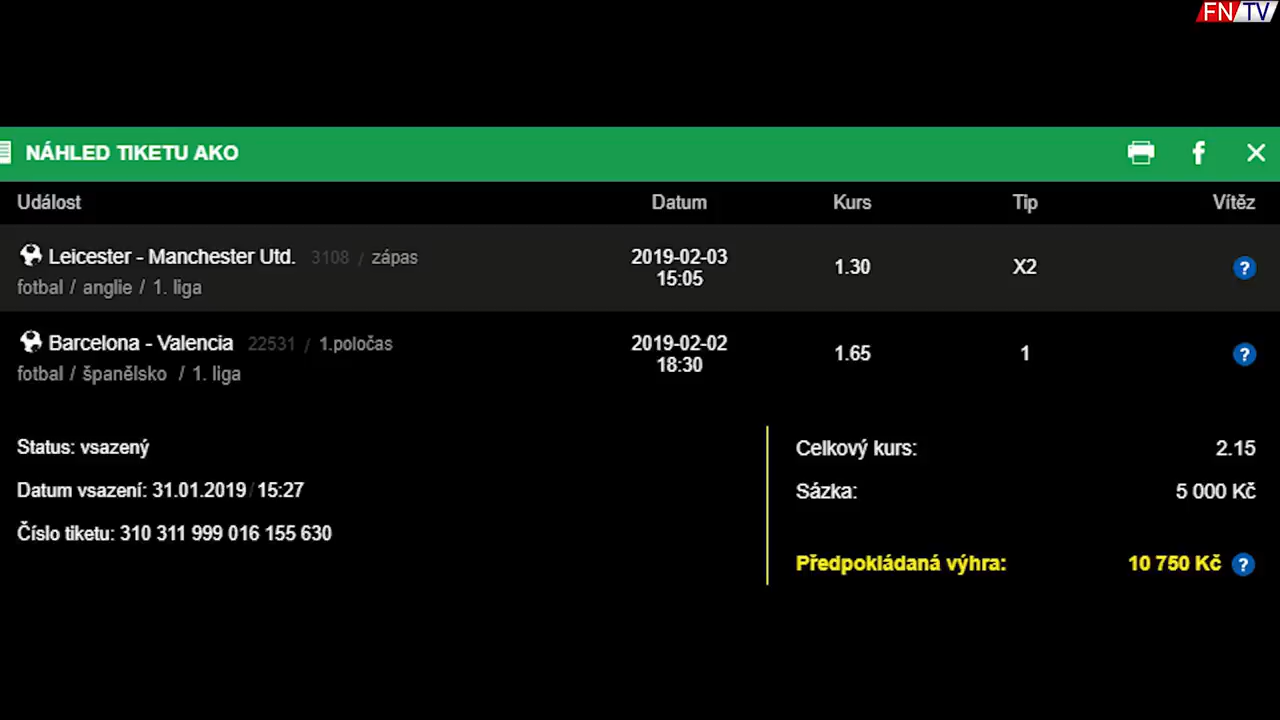 FN TV
NÁHLED TIKETU AKO
Událost Datum Kurs Tip Vítěz
Leicester - Manchester Utd. 3108 / zápas 2019-02-03 15:05 1.30 X2 ?
fotbal / anglie / 1. liga
Barcelona - Valencia 22531 / 1.poločas 2019-02-02 18:30 1.65 1 ?
fotbal / španělsko / 1. liga
Status: vsazený
Datum vsazení: 31.01.2019 15:27
Číslo tiketu: 310 311 999 016 155 630
Celkový kurs: 2.15
Sázka: 5 000 Kč
Předpokládaná výhra: 10 750 Kč ?